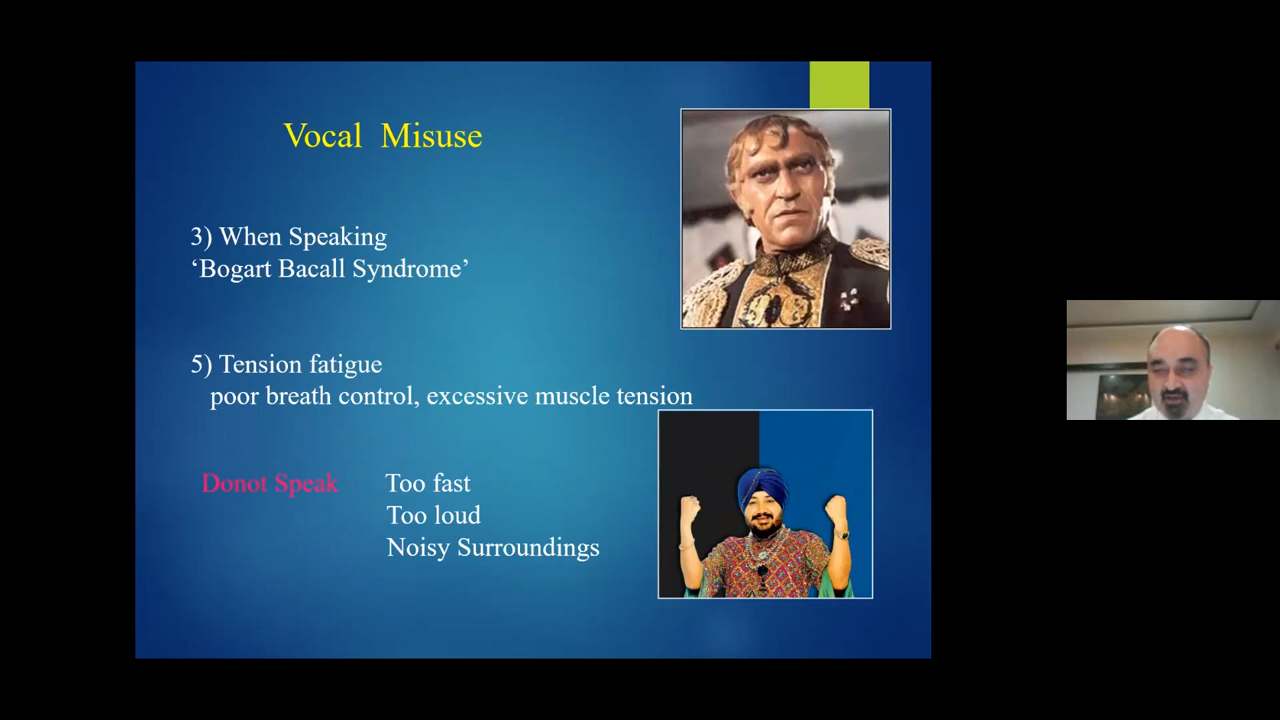 Vocal Misuse
3) When Speaking
‘Bogart Bacall Syndrome’
5) Tension fatigue
poor breath control, excessive muscle tension
Donot Speak Too fast
Too loud
Noisy Surroundings